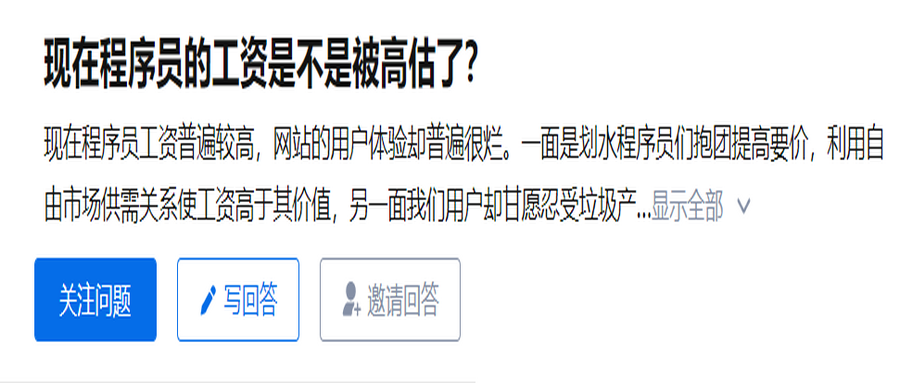 现在程序员的工资是不是被高估了?
现在程序员工资普遍较高，网站的用户体验却普遍很烂。一面是划水程序员们抱团提高要价，利用自
由市场供需关系使工资高于其价值，另一面我们用户却甘愿忍受垃圾产...显示全部
关注问题 写回答 邀请回答